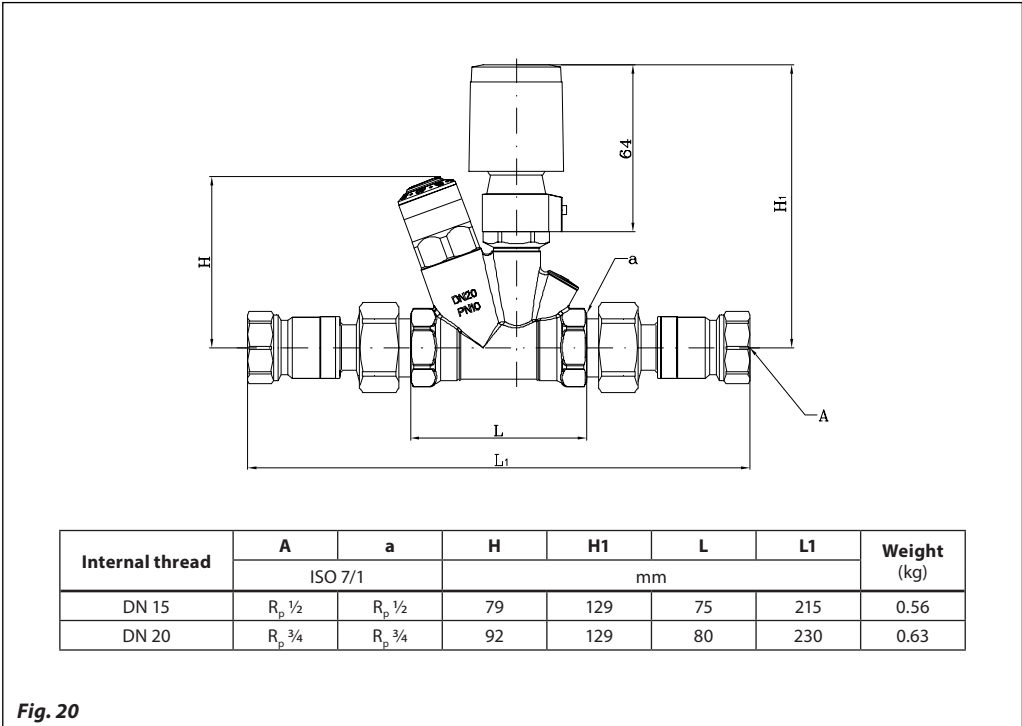 64
H₁
H
a
DN20
PN10
A
L
L₁
Internal thread A a H H1 L L1 Weight
ISO 7/1 mm (kg)
DN 15 Rₚ ½ Rₚ ½ 79 129 75 215 0.56
DN 20 Rₚ ¾ Rₚ ¾ 92 129 80 230 0.63
Fig. 20